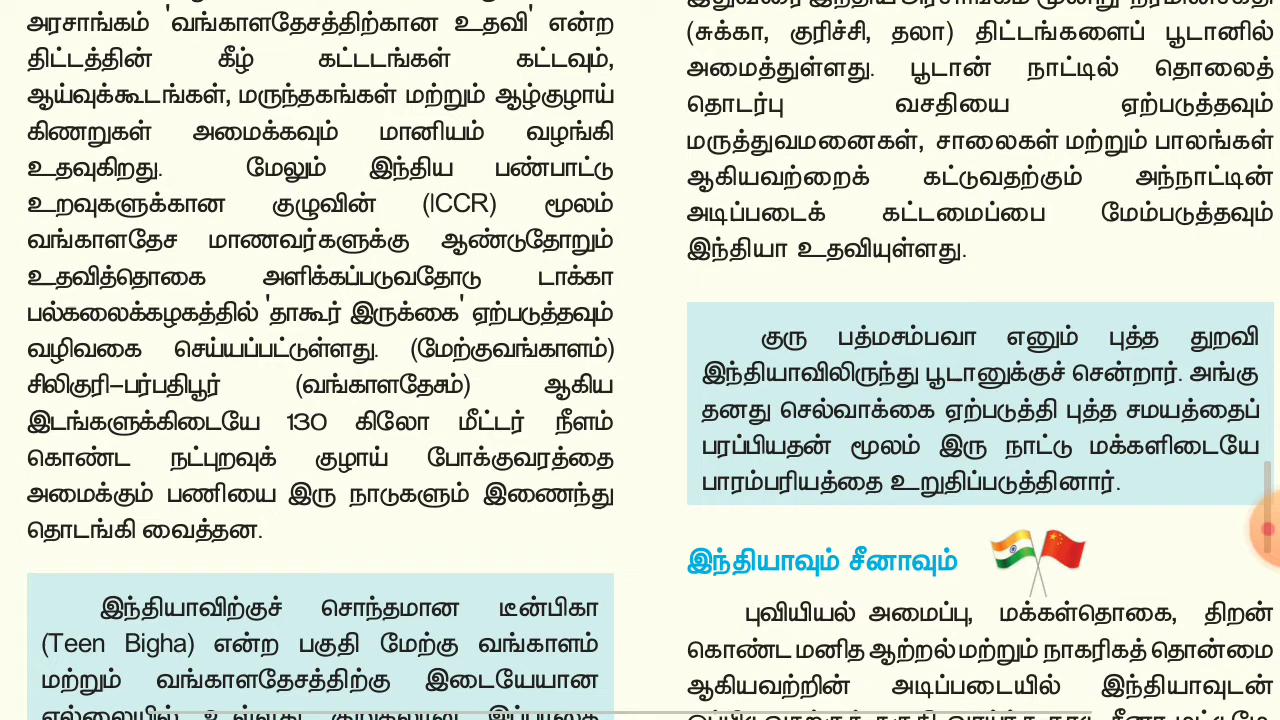 அரசாங்கம் 'வங்காளதேசத்திற்கான உதவி' என்ற
திட்டத்தின் கீழ் கட்டடங்கள் கட்டவும்,
ஆய்வுக்கூடங்கள், மருந்தகங்கள் மற்றும் ஆழ்குழாய்
கிணறுகள் அமைக்கவும் மானியம் வழங்கி
உதவுகிறது. மேலும் இந்திய பண்பாட்டு
உறவுகளுக்கான குழுவின் (ICCR) மூலம்
வங்காளதேச மாணவர்களுக்கு ஆண்டுதோறும்
உதவித்தொகை அளிக்கப்படுவதோடு டாக்கா
பல்கலைக்கழகத்தில் 'தாகூர் இருக்கை' ஏற்படுத்தவும்
வழிவகை செய்யப்பட்டுள்ளது. (மேற்குவங்காளம்)
சிலிகுரி–பர்பதிபூர் (வங்காளதேசம்) ஆகிய
இடங்களுக்கிடையே 130 கிலோ மீட்டர் நீளம்
கொண்ட நட்புறவுக் குழாய் போக்குவரத்தை
அமைக்கும் பணியை இரு நாடுகளும் இணைந்து
தொடங்கி வைத்தன.
இந்தியாவிற்குச் சொந்தமான டீன்பிகா
(Teen Bigha) என்ற பகுதி மேற்கு வங்காளம்
மற்றும் வங்காளதேசத்திற்கு இடையேயான
(சுக்கா, குரிச்சி, தலா) திட்டங்களைப் பூடானில்
அமைத்துள்ளது. பூடான் நாட்டில் தொலைத்
தொடர்பு வசதியை ஏற்படுத்தவும்
மருத்துவமனைகள், சாலைகள் மற்றும் பாலங்கள்
ஆகியவற்றைக் கட்டுவதற்கும் அந்நாட்டின்
அடிப்படைக் கட்டமைப்பை மேம்படுத்தவும்
இந்தியா உதவியுள்ளது.
குரு பத்மசம்பவா எனும் புத்த துறவி
இந்தியாவிலிருந்து பூடானுக்குச் சென்றார். அங்கு
தனது செல்வாக்கை ஏற்படுத்தி புத்த சமயத்தைப்
பரப்பியதன் மூலம் இரு நாட்டு மக்களிடையே
பாரம்பரியத்தை உறுதிப்படுத்தினார்.
இந்தியாவும் சீனாவும்
புவியியல் அமைப்பு, மக்கள்தொகை, திறன்
கொண்ட மனித ஆற்றல் மற்றும் நாகரிகத் தொன்மை
ஆகியவற்றின் அடிப்படையில் இந்தியாவுடன்